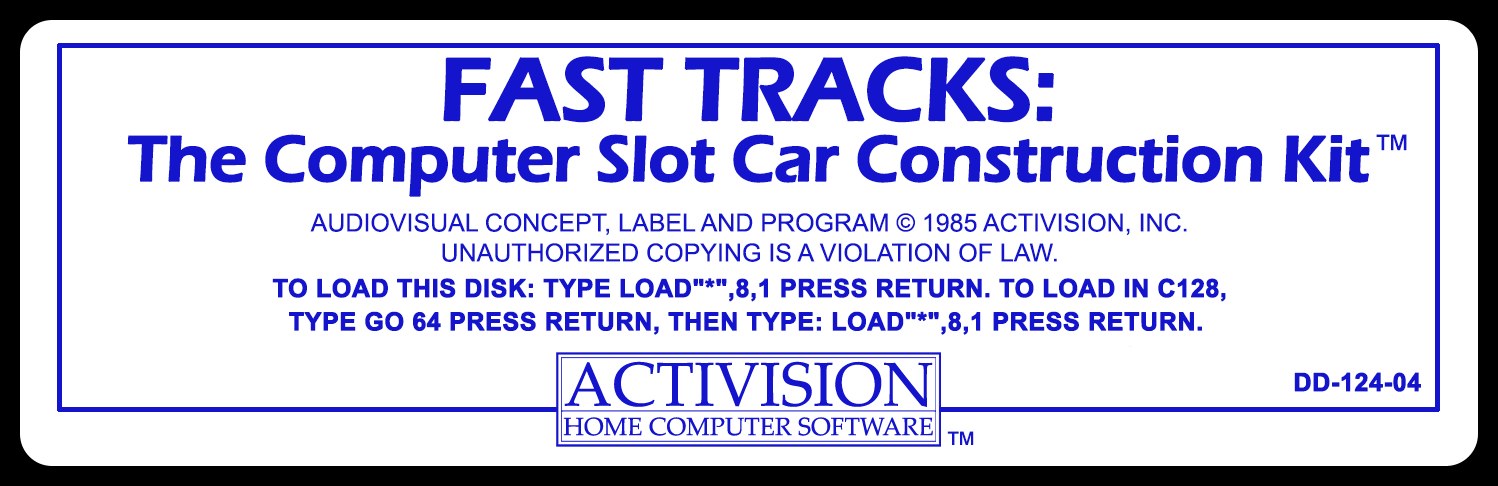 FAST TRACKS:
The Computer Slot Car Construction Kit™
AUDIOVISUAL CONCEPT, LABEL AND PROGRAM © 1985 ACTIVISION, INC.
UNAUTHORIZED COPYING IS A VIOLATION OF LAW.
TO LOAD THIS DISK: TYPE LOAD"*",8,1 PRESS RETURN. TO LOAD IN C128,
TYPE GO 64 PRESS RETURN, THEN TYPE: LOAD"*",8,1 PRESS RETURN.
DD-124-04
ACTIVISION
HOME COMPUTER SOFTWARE ™